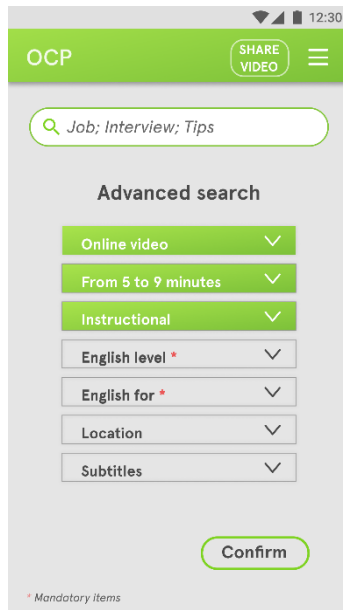 12:30
OCP
SHARE
VIDEO
Job; Interview; Tips
Advanced search
Online video
From 5 to 9 minutes
Instructional
English level *
English for *
Location
Subtitles
Confirm
* Mandatory items